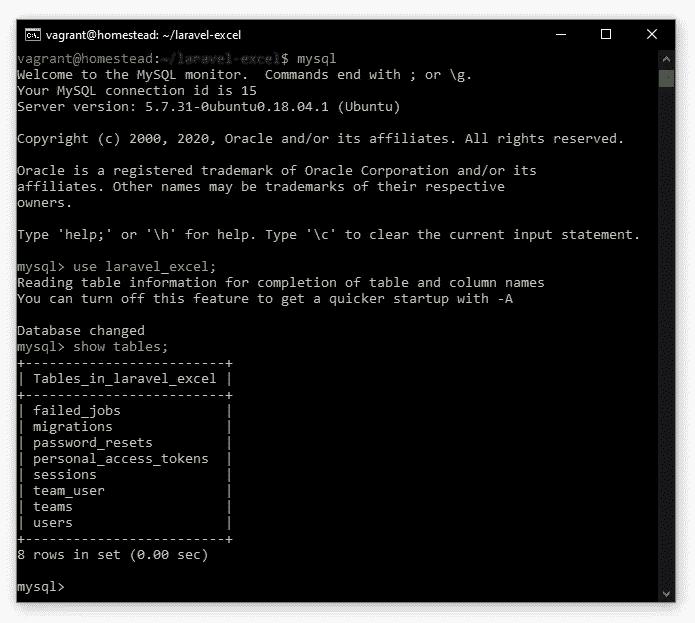 vagrant@homestead: ~/laravel-excel
vagrant@homestead:~/laravel-excel$ mysql
Welcome to the MySQL monitor.  Commands end with ; or \g.
Your MySQL connection id is 15
Server version: 5.7.31-0ubuntu0.18.04.1 (Ubuntu)
Copyright (c) 2000, 2020, Oracle and/or its affiliates. All rights reserved.
Oracle is a registered trademark of Oracle Corporation and/or its
affiliates. Other names may be trademarks of their respective
owners.
Type 'help;' or '\h' for help. Type '\c' to clear the current input statement.
mysql> use laravel_excel;
Reading table information for completion of table and column names
You can turn off this feature to get a quicker startup with -A
Database changed
mysql> show tables;
+-------------------------+
| Tables_in_laravel_excel |
+-------------------------+
| failed_jobs             |
| migrations              |
| password_resets         |
| personal_access_tokens  |
| sessions                |
| team_user               |
| teams                   |
| users                   |
+-------------------------+
8 rows in set (0.00 sec)
mysql>